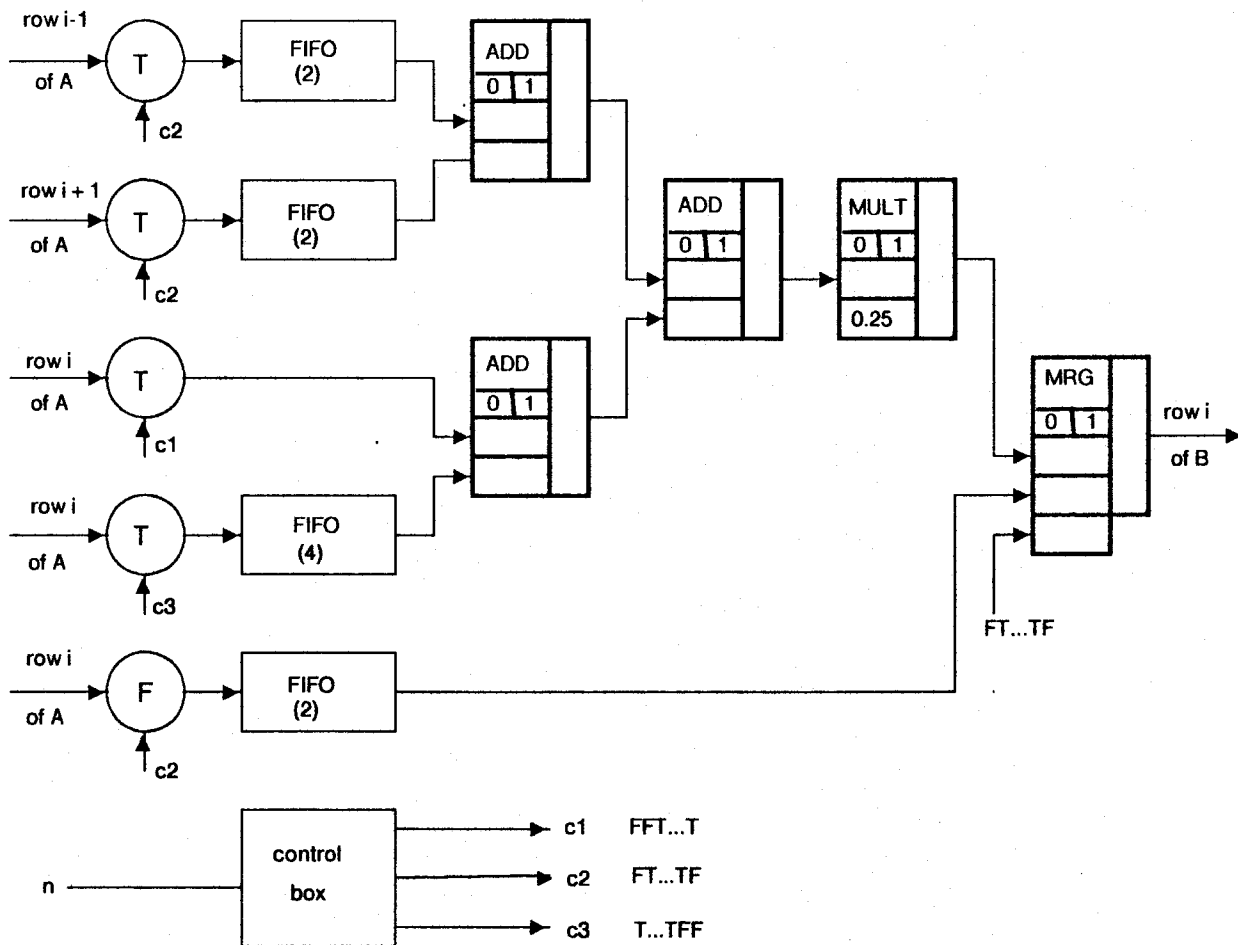 row i-1
of A
T
c2
FIFO
(2)
ADD
0 1
row i + 1
of A
T
c2
FIFO
(2)
ADD
0 1
MULT
0 1
0.25
row i
of A
T
c1
ADD
0 1
MRG
0 1
row i
of B
row i
of A
T
c3
FIFO
(4)
FT...TF
row i
of A
F
c2
FIFO
(2)
n
control
box
c1 FFT...T
c2 FT...TF
c3 T...TFF